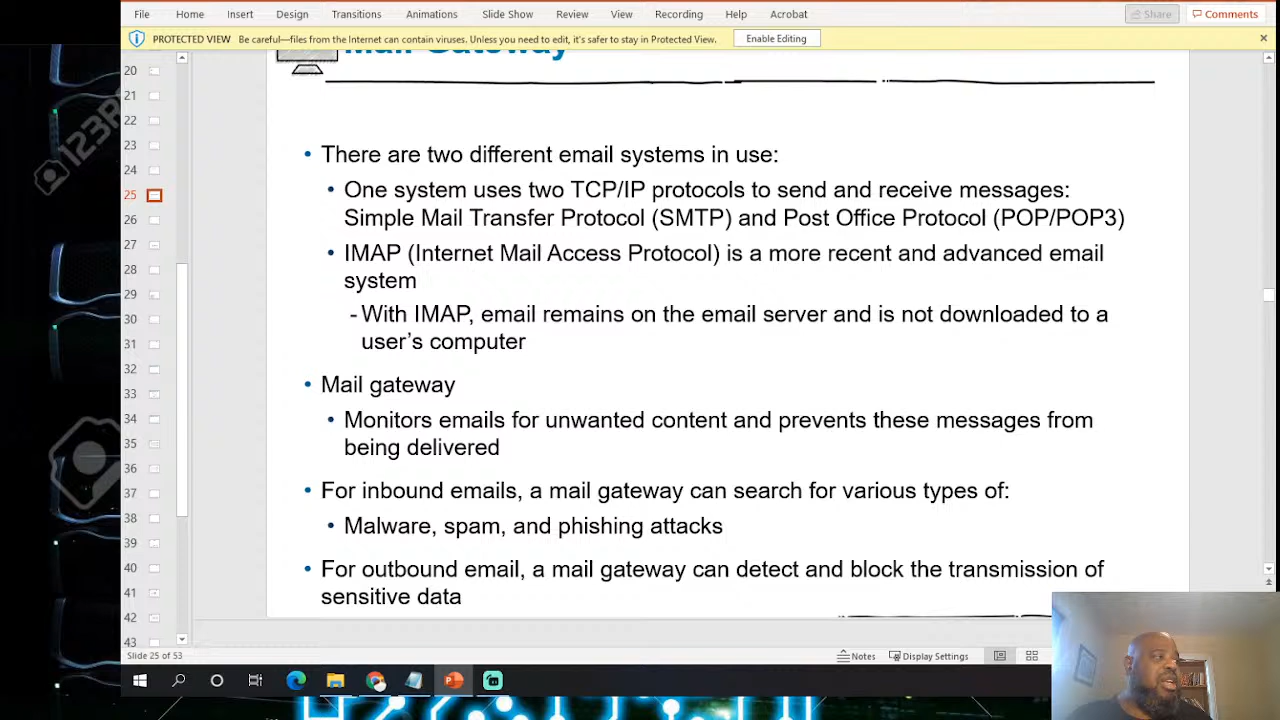 File Home Insert Design Transitions Animations Slide Show Review View Recording Help Acrobat Share Comments
PROTECTED VIEW Be careful—files from the Internet can contain viruses. Unless you need to edit, it's safer to stay in Protected View. Enable Editing
Mail Gateway
20
21
22
23
24
25
26
27
28
29
30
31
32
33
34
35
36
37
38
39
40
41
42
43
• There are two different email systems in use:
• One system uses two TCP/IP protocols to send and receive messages:
Simple Mail Transfer Protocol (SMTP) and Post Office Protocol (POP/POP3)
• IMAP (Internet Mail Access Protocol) is a more recent and advanced email
system
- With IMAP, email remains on the email server and is not downloaded to a
user's computer
• Mail gateway
• Monitors emails for unwanted content and prevents these messages from
being delivered
• For inbound emails, a mail gateway can search for various types of:
• Malware, spam, and phishing attacks
• For outbound email, a mail gateway can detect and block the transmission of
sensitive data
Slide 25 of 53 Notes Display Settings